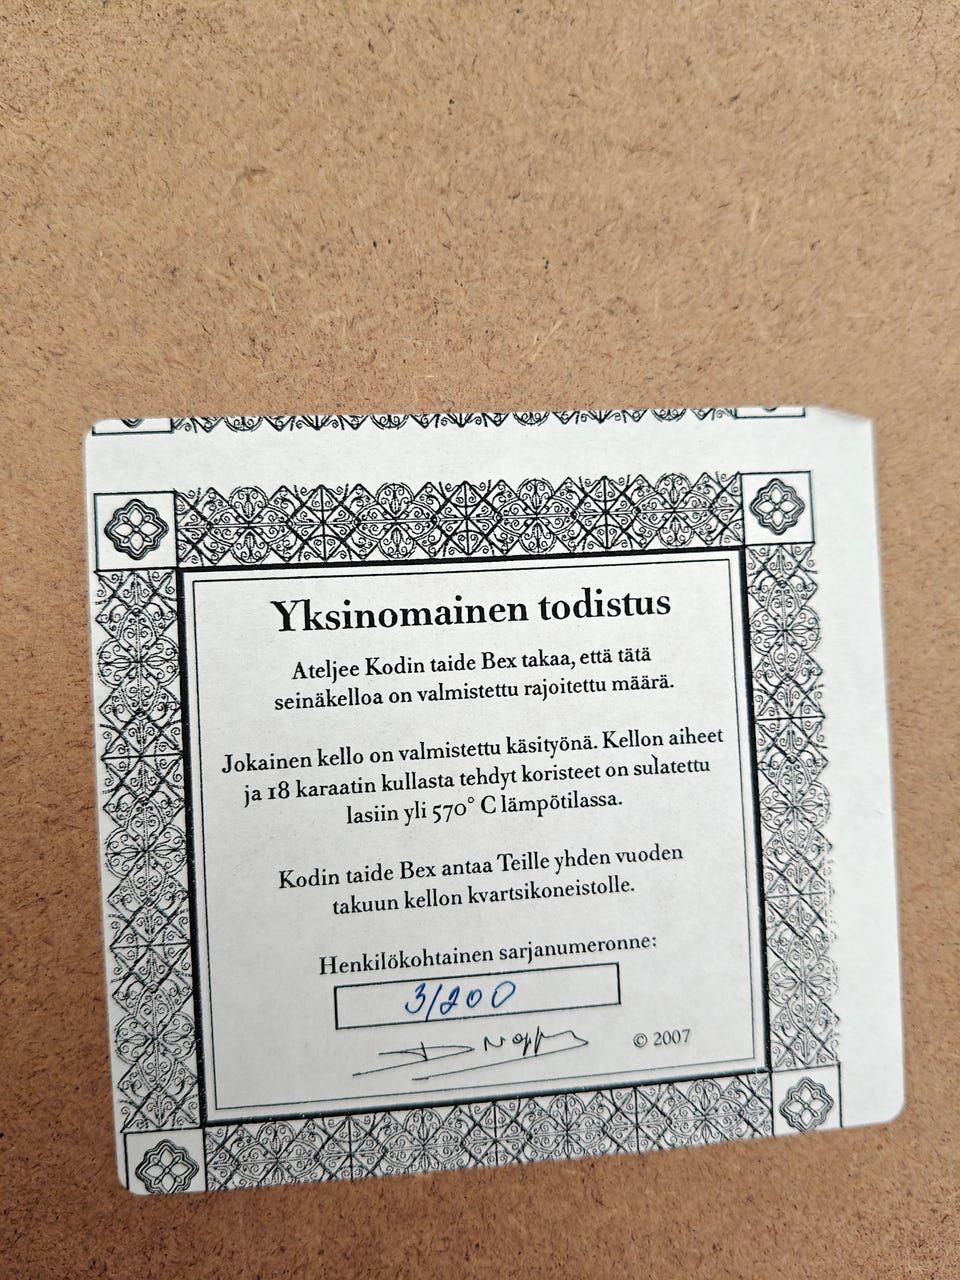 Yksinomainen todistus
Ateljee Kodin taide Bex takaa, että tätä
seinäkelloa on valmistettu rajoitettu määrä.
Jokainen kello on valmistettu käsityönä. Kellon aiheet
ja 18 karaatin kullasta tehdyt koristeet on sulatettu
lasiin yli 570° C lämpötilassa.
Kodin taide Bex antaa Teille yhden vuoden
takuun kellon kvartsikoneistolle.
Henkilökohtainen sarjanumeronne:
3/200
© 2007